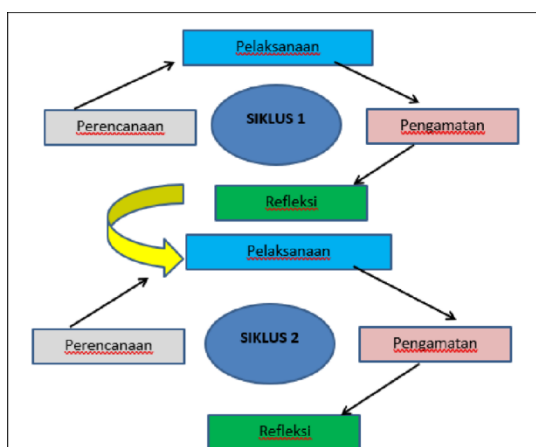 Pelaksanaan
SIKLUS 1
Perencanaan
Pengamatan
Refleksi
Pelaksanaan
SIKLUS 2
Perencanaan
Pengamatan
Refleksi